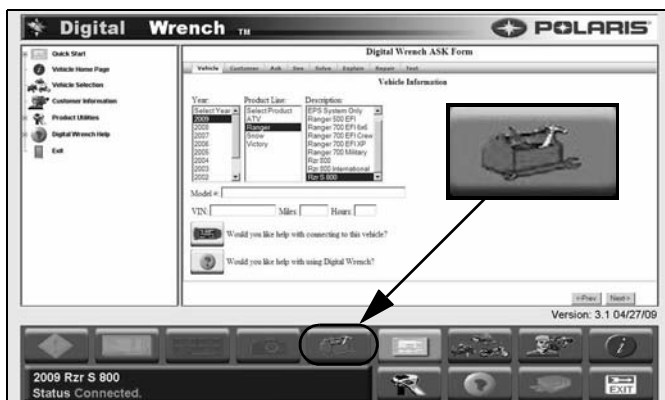 Digital Wrench TM
POLARIS
Quick Start
Vehicle Home Page
Vehicle Selection
Customer Information
Product Utilities
Digital Wrench Help
Exit
Digital Wrench ASK Form
Vehicle Customer Ask See Solve Explain Repair Test
Vehicle Information
Year: Product Line: Description:
Select Year Select Product EPS System Only
2009 ATV Ranger 500 EFI
2008 Ranger Ranger 700 EFI 6x6
2007 Snow Ranger 700 EFI Crew
2006 Victory Ranger 700 EFI XP
2005 Ranger 700 Military
2004 Rzr 800
2003 Rzr 800 International
2002 Rzr S 800
Model #:
VIN: Miles: Hours:
Would you like help with connecting to this vehicle?
Would you like help with using Digital Wrench?
<-Prev Next->
Version: 3.1 04/27/09
2009 Rzr S 800
Status Connected.
EXIT